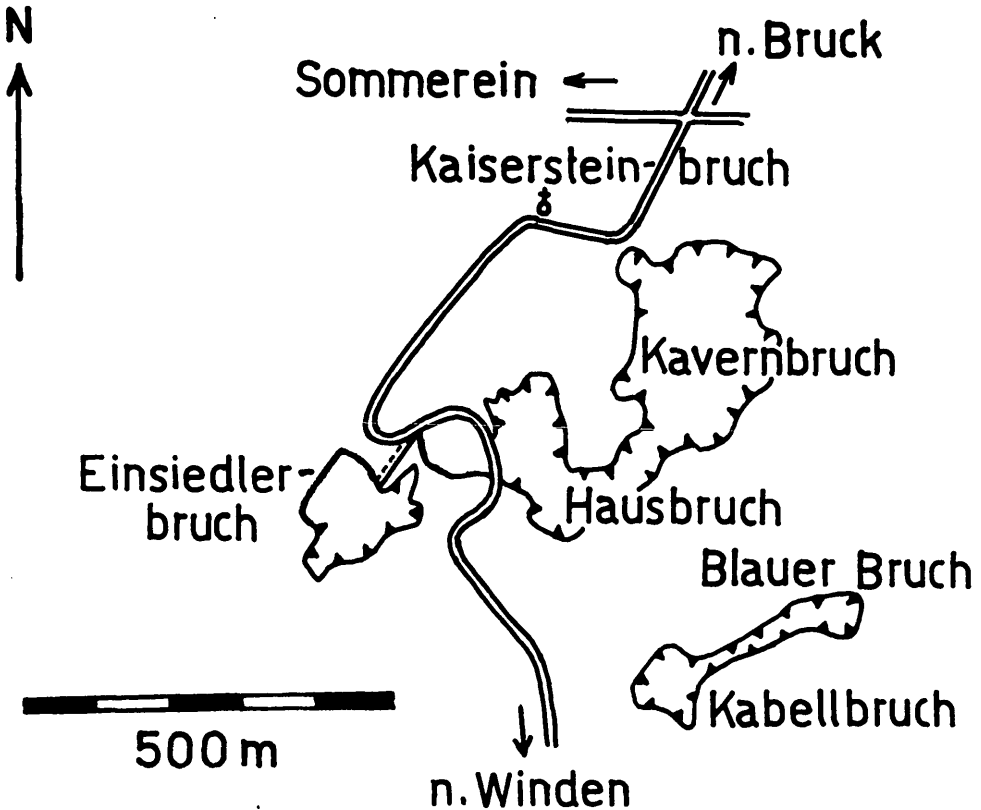 N
n. Bruck
Sommerein
Kaiserstein-bruch
Kavernbruch
Einsiedler-
bruch
Hausbruch
Blauer Bruch
Kabellbruch
500 m
n. Winden